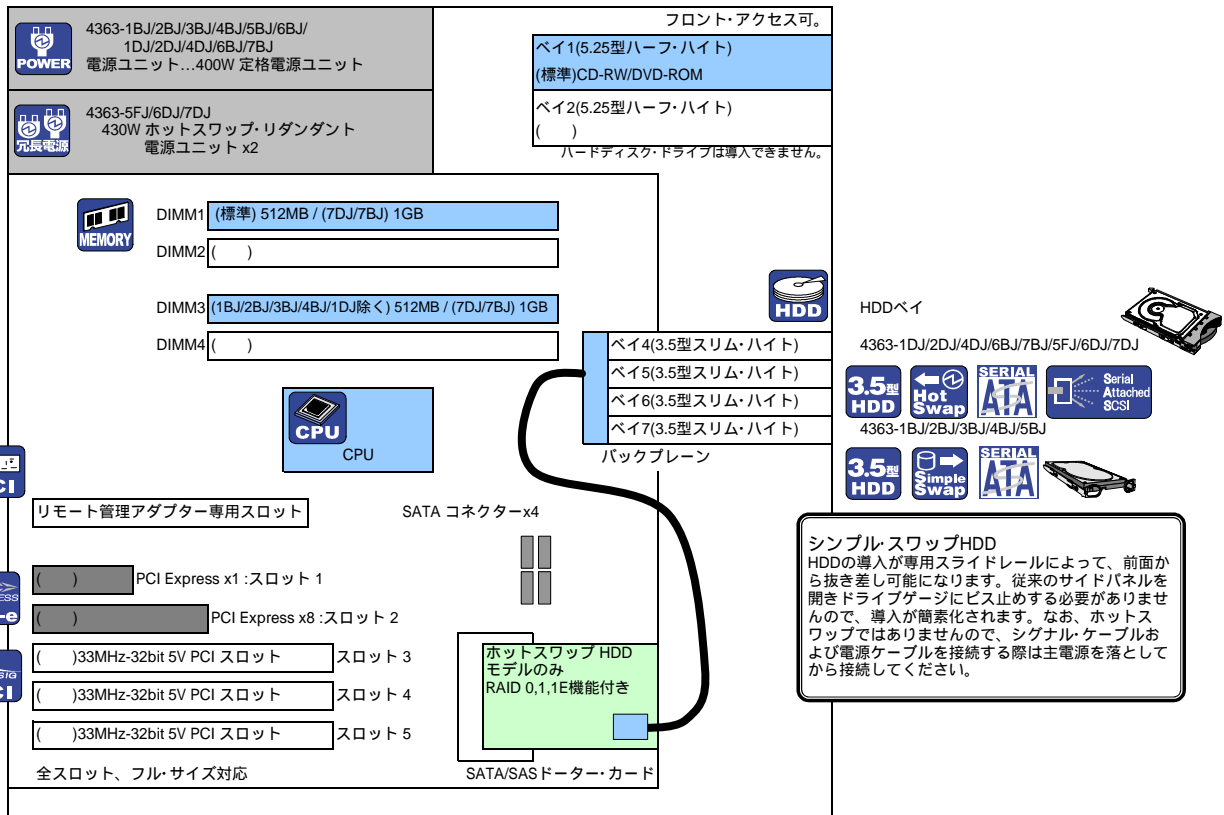 POWER
4363-1BJ/2BJ/3BJ/4BJ/5BJ/6BJ/
1DJ/2DJ/4DJ/6BJ/7BJ
電源ユニット…400W 定格電源ユニット
冗長電源
4363-5FJ/6DJ/7DJ
430W ホットスワップ・リダンダント
電源ユニット x2
フロント・アクセス可。
ベイ1(5.25型ハーフ・ハイト)
(標準)CD-RW/DVD-ROM
ベイ2(5.25型ハーフ・ハイト)
(　　)
ハードディスク・ドライブは導入できません。
MEMORY
DIMM1 (標準) 512MB / (7DJ/7BJ) 1GB
DIMM2 (　　)
DIMM3 (1BJ/2BJ/3BJ/4BJ/1DJ除く) 512MB / (7DJ/7BJ) 1GB
DIMM4 (　　)
HDD
ベイ4(3.5型スリム・ハイト)
ベイ5(3.5型スリム・ハイト)
ベイ6(3.5型スリム・ハイト)
ベイ7(3.5型スリム・ハイト)
バックプレーン
CPU
CPU
HDDベイ
4363-1DJ/2DJ/4DJ/6BJ/7BJ/5FJ/6DJ/7DJ
3.5型 HDD
Hot Swap
SERIAL ATA
Serial Attached SCSI
4363-1BJ/2BJ/3BJ/4BJ/5BJ
3.5型 HDD
Simple Swap
SERIAL ATA
シンプル・スワップHDD
HDDの導入が専用スライドレールによって、前面か
ら抜き差し可能になります。従来のサイドパネルを
開きドライブゲージにビス止めする必要がありませ
んので、導入が簡素化されます。なお、ホットス
ワップではありませんので、シグナル・ケーブルお
よび電源ケーブルを接続する際は主電源を落として
から接続してください。
CI
リモート管理アダプター専用スロット
SATA コネクターx4
ESS
-e
(　　) PCI Express x1 :スロット 1
(　　) PCI Express x8 :スロット 2
SIG
CI
(　　)33MHz-32bit 5V PCI スロット スロット 3
(　　)33MHz-32bit 5V PCI スロット スロット 4
(　　)33MHz-32bit 5V PCI スロット スロット 5
全スロット、フル・サイズ対応
ホットスワップ HDD
モデルのみ
RAID 0,1,1E機能付き
SATA/SASドーター・カード